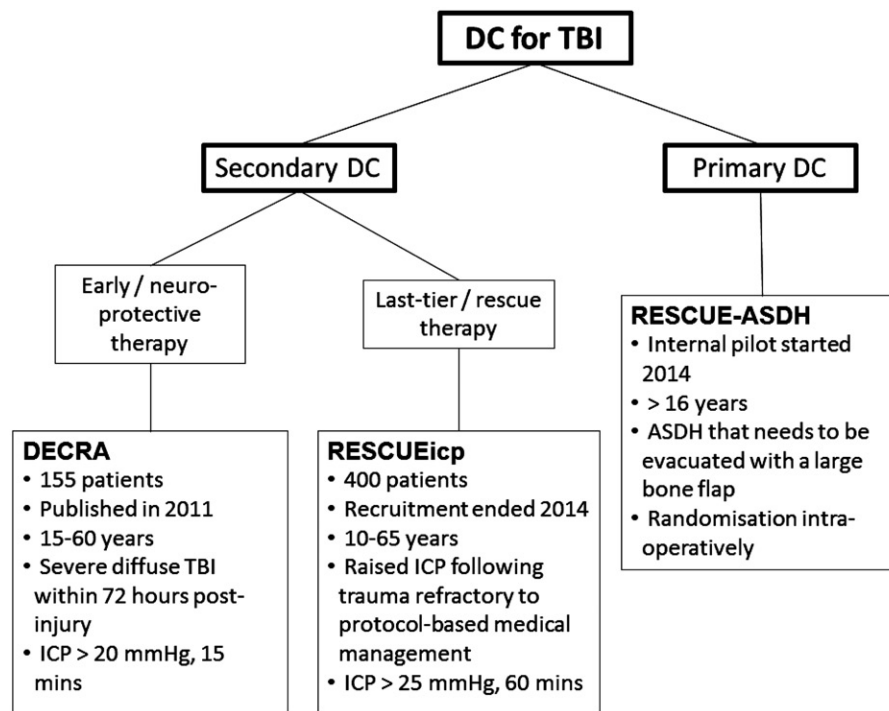 DC for TBI
Secondary DC
Primary DC
Early / neuro-
protective
therapy
Last-tier / rescue
therapy
DECRA
• 155 patients
• Published in 2011
• 15-60 years
• Severe diffuse TBI
within 72 hours post-
injury
• ICP > 20 mmHg, 15
mins
RESCUEicp
• 400 patients
• Recruitment ended 2014
• 10-65 years
• Raised ICP following
trauma refractory to
protocol-based medical
management
• ICP > 25 mmHg, 60 mins
RESCUE-ASDH
• Internal pilot started
2014
• > 16 years
• ASDH that needs to be
evacuated with a large
bone flap
• Randomisation intra-
operatively